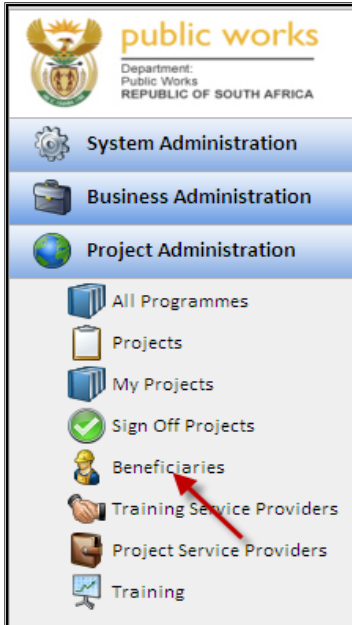 public works
Department:
Public Works
REPUBLIC OF SOUTH AFRICA
System Administration
Business Administration
Project Administration
All Programmes
Projects
My Projects
Sign Off Projects
Beneficiaries
Training Service Providers
Project Service Providers
Training